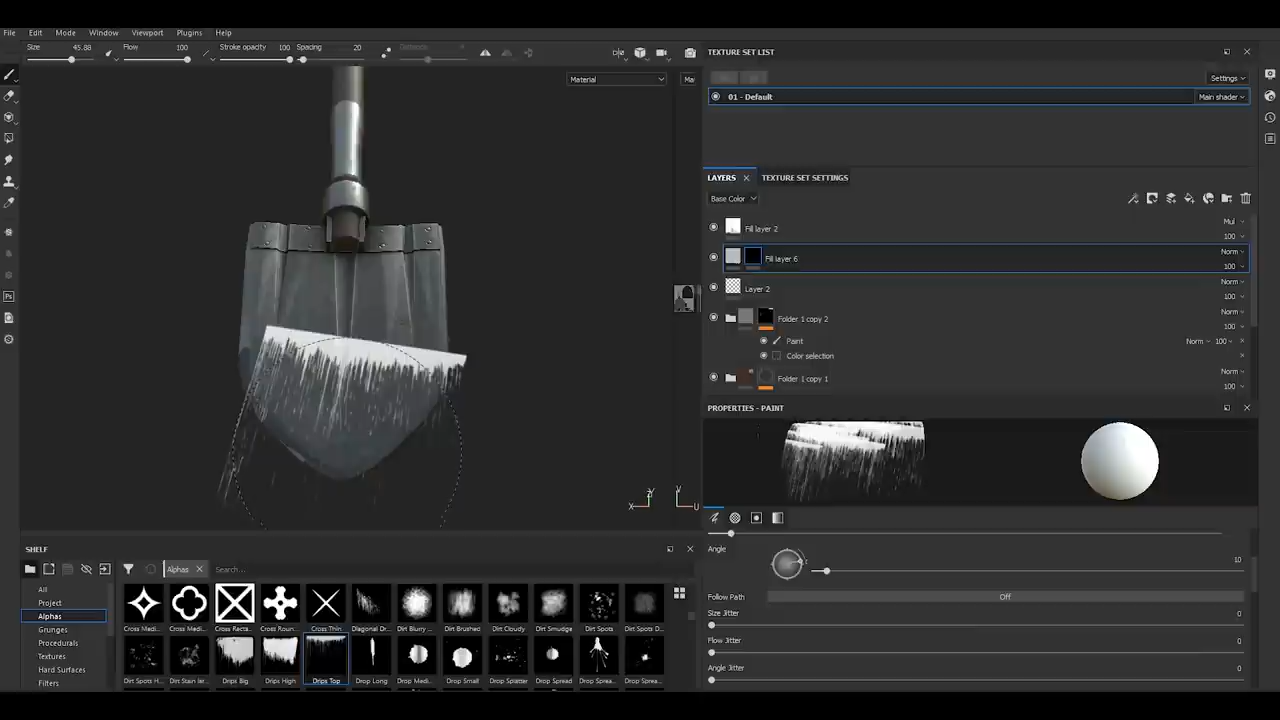 File Edit Mode Window Viewport Plugins Help
Size 45.88 Flow 100 Stroke opacity 100 Spacing 20 Distance
Material
TEXTURE SET LIST
Settings
01 - Default Main shader
LAYERS TEXTURE SET SETTINGS
Base Color
Fill layer 2 Mul 100
Fill layer 6 Norm 100
Layer 2 Norm 100
Folder 1 copy 2 Norm 100
Paint Norm 100
Color selection
Folder 1 copy 1 Norm 100
PROPERTIES - PAINT
Angle 10
Follow Path Off
Size Jitter 0
Flow Jitter 0
Angle Jitter 0
X Y V U
SHELF
Alphas Search...
All
Project
Alphas
Grunges
Procedurals
Textures
Hard Surfaces
Filters
Cross Medi... Cross Medi... Cross Recta... Cross Roun... Cross Thin Diagonal Dr... Dirt Blurry ... Dirt Brushed Dirt Cloudy Dirt Smudge Dirt Spots Dirt Spots D...
Dirt Spots H... Dirt Stain Ier... Drips Big Drips High Drips Top Drop Long Drop Medi... Drop Small Drop Splatter Drop Spread Drop Sprea... Drop Sprea...
Ps